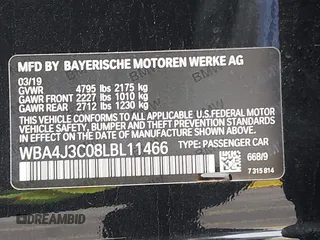 MFD BY BAYERISCHE MOTOREN WERKE AG
03/19
GVWR 4795 lbs 2175 kg
GAWR FRONT 2227 lbs 1010 kg
GAWR REAR 2712 lbs 1230 kg
THIS VEHICLE CONFORMS TO ALL APPLICABLE U.S.FEDERAL MOTOR
VEHICLE SAFETY, BUMPER AND THEFT PREVENTION STANDARDS IN
EFFECT ON THE DATE OF MANUFACTURE SHOWN ABOVE.
WBA4J3C08LBL11466 TYPE: PASSENGER CAR
668/9
7 315 814
DREAMBID